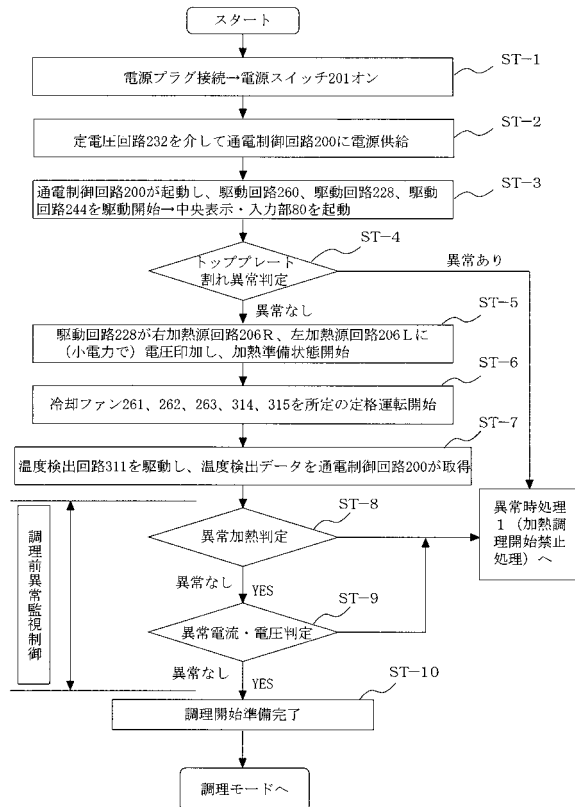 スタート
ST-1
電源プラグ接続→電源スイッチ201オン
ST-2
定電圧回路232を介して通電制御回路200に電源供給
ST-3
通電制御回路200が起動し、駆動回路260、駆動回路228、駆動
回路244を駆動開始→中央表示・入力部80を起動
ST-4
トッププレート
割れ異常判定
異常あり
異常なし
ST-5
駆動回路228が右加熱源回路206R、左加熱源回路206Lに
(小電力で)電圧印加し、加熱準備状態開始
ST-6
冷却ファン261、262、263、314、315を所定の定格運転開始
ST-7
温度検出回路311を駆動し、温度検出データを通電制御回路200が取得
ST-8
異常加熱判定
異常時処理
1(加熱調
理開始禁止
処理)へ
調理前異常監視制御
異常なし
YES
ST-9
異常電流・電圧判定
異常なし
YES
ST-10
調理開始準備完了
調理モードへ